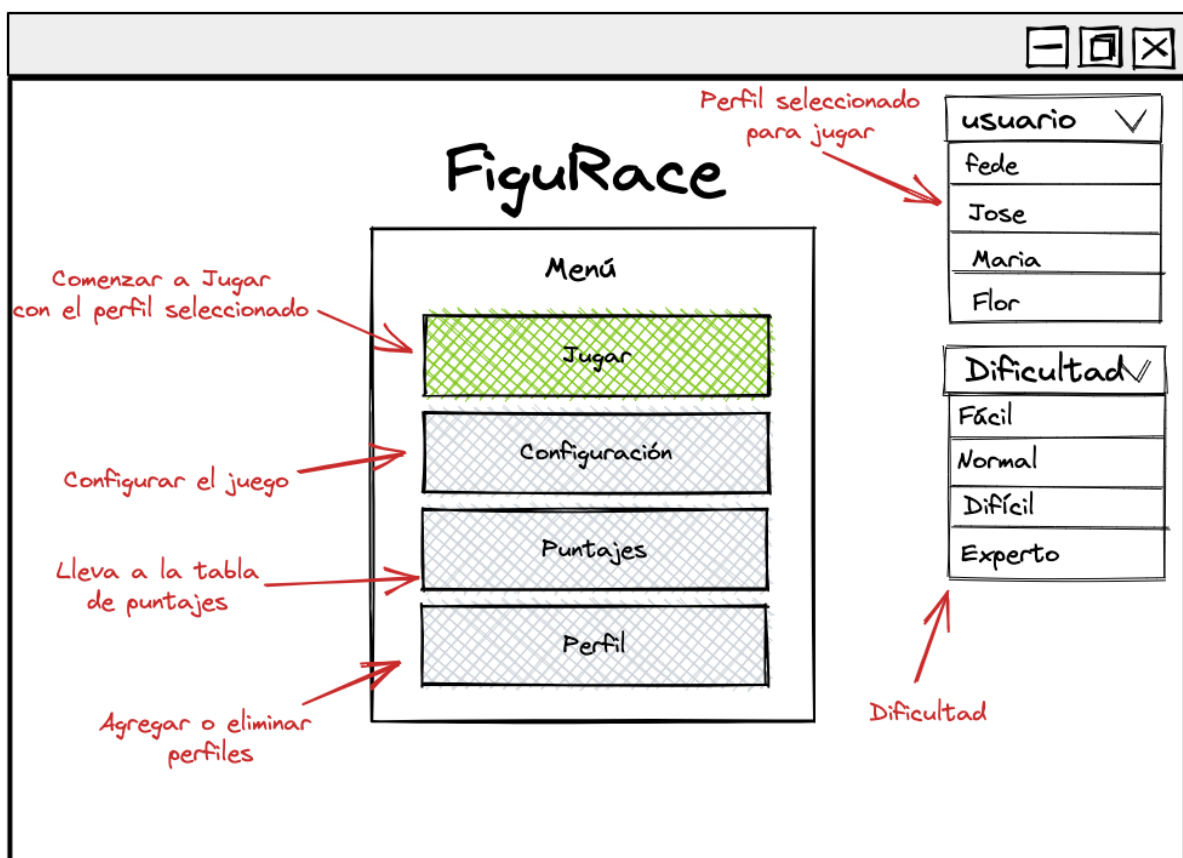 FiguRace
Menú
Jugar
Configuración
Puntajes
Perfil
Comenzar a Jugar
con el perfil seleccionado
Configurar el juego
Lleva a la tabla
de puntajes
Agregar o eliminar
perfiles
Perfil seleccionado
para jugar
usuario
fede
Jose
Maria
Flor
Dificultad
Fácil
Normal
Difícil
Experto
Dificultad